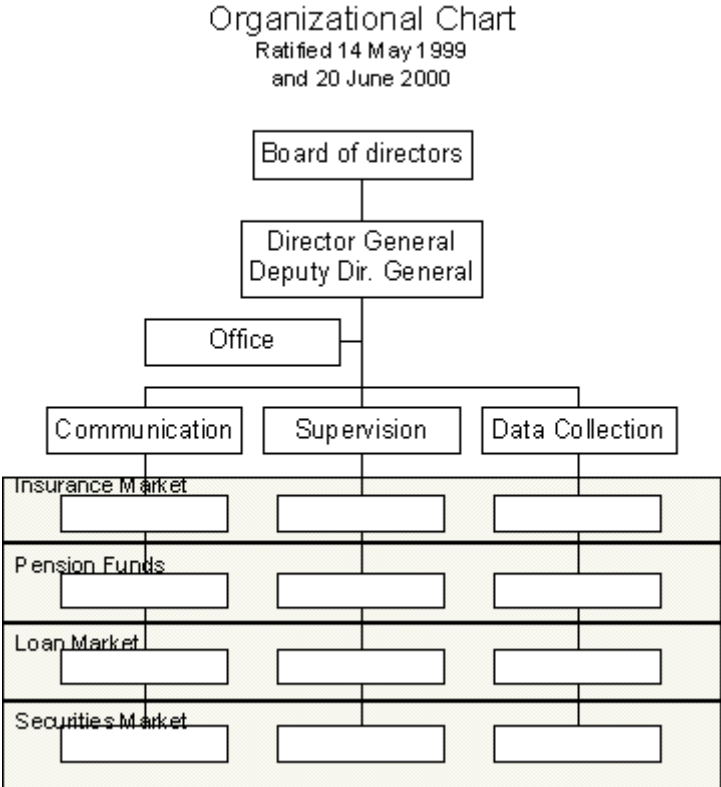 Organizational Chart
Ratified 14 May 1999
and 20 June 2000
Board of directors
Director General
Deputy Dir. General
Office
Communication
Supervision
Data Collection
Insurance Market
Pension Funds
Loan Market
Securities Market